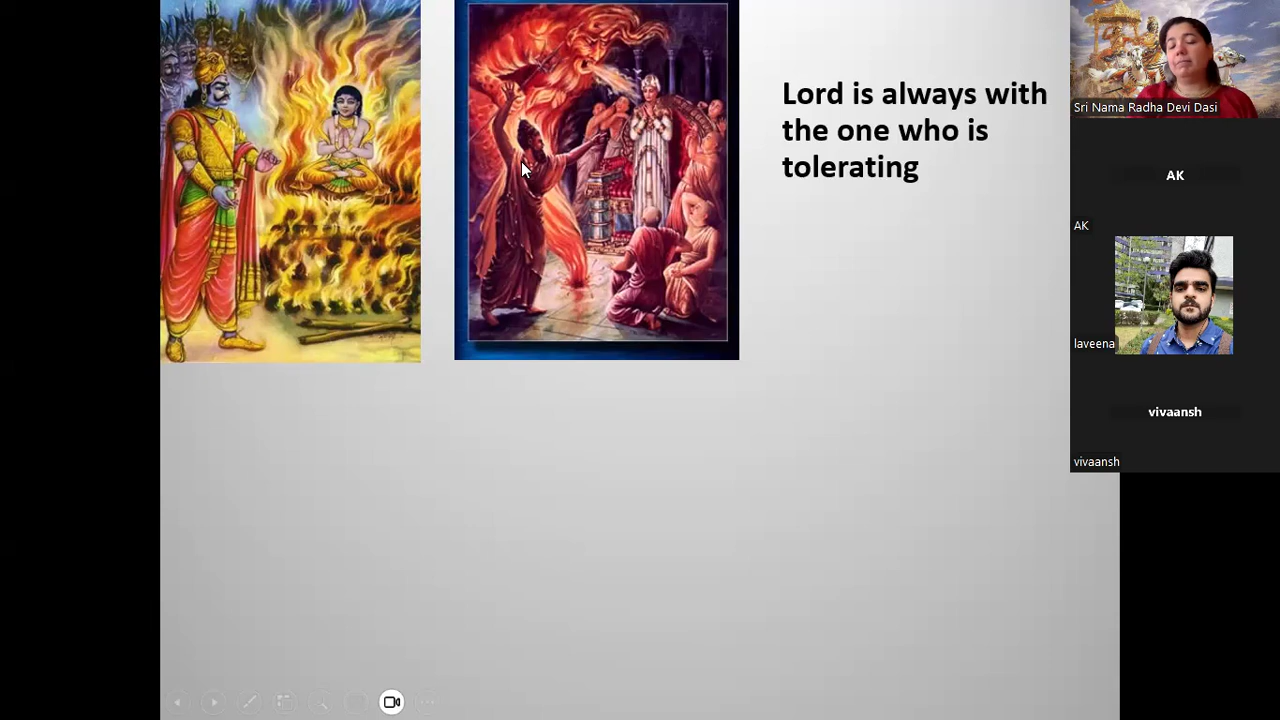 Lord is always with
the one who is
tolerating
Sri Nama Radha Devi Dasi
AK
AK
laveena
vivaansh
vivaansh